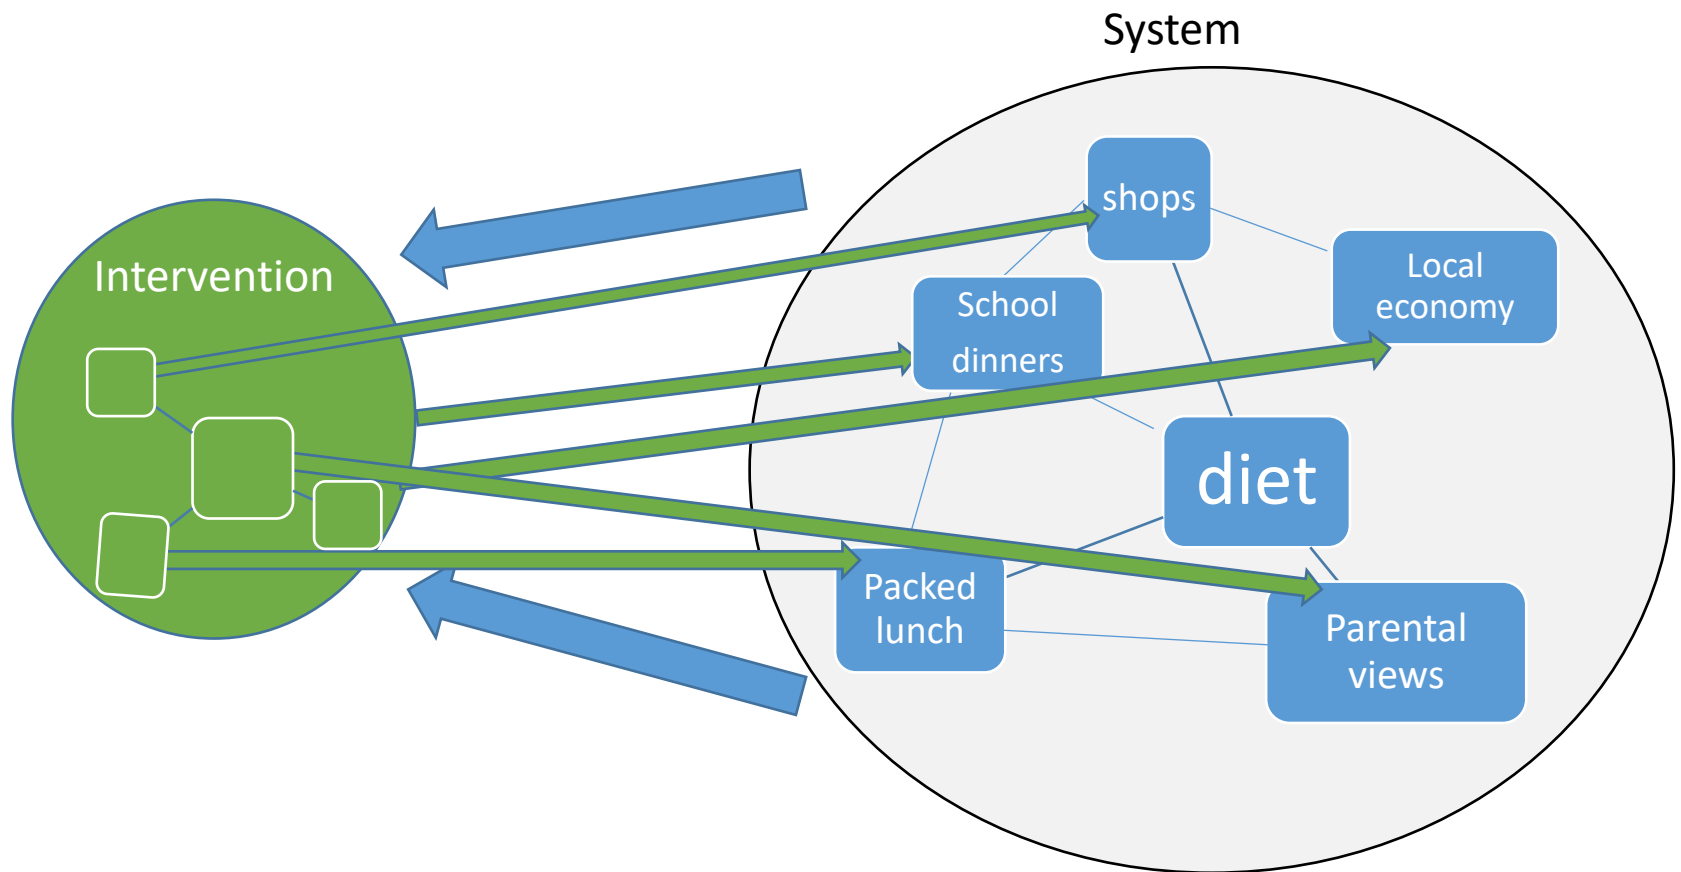 System
shops
Intervention
Local
economy
School
dinners
diet
Packed
lunch
Parental
views